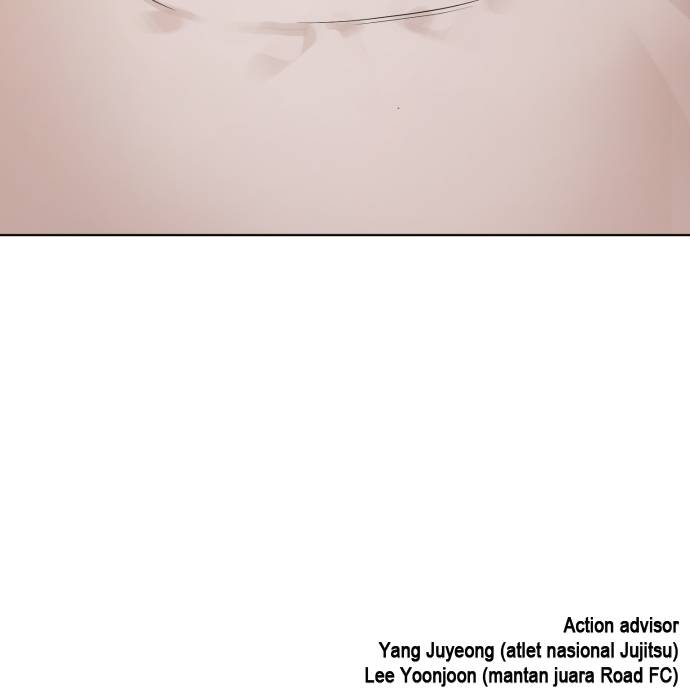 Action advisor
Yang Juyeong (atlet nasional Jujitsu)
Lee Yoonjoon (mantan juara Road FC)